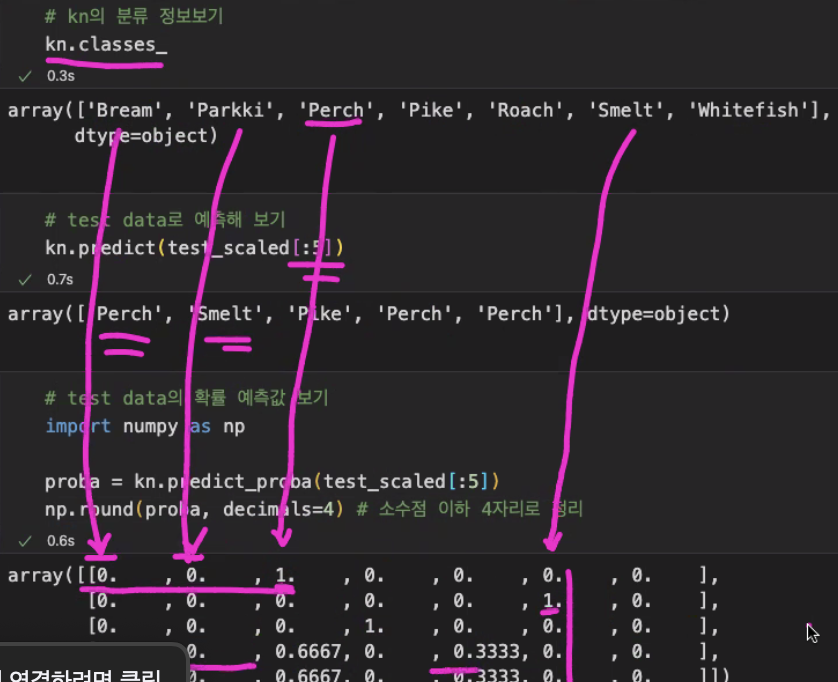 # kn의 분류 정보보기
kn.classes_
0.3s
array(['Bream', 'Parkki', 'Perch', 'Pike', 'Roach', 'Smelt', 'Whitefish'],
dtype=object)
# test data로 예측해 보기
kn.predict(test_scaled[:5])
0.7s
array(['Perch', 'Smelt', 'Pike', 'Perch', 'Perch'], dtype=object)
# test data의 확률 예측값 보기
import numpy as np
proba = kn.predict_proba(test_scaled[:5])
np.round(proba, decimals=4) # 소수점 이하 4자리로 정리
0.6s
array([[0. , 0. , 1. , 0. , 0. , 0. , 0. ],
[0. , 0. , 0. , 0. , 0. , 1. , 0. ],
[0. , 0. , 0. , 1. , 0. , 0. , 0. ],
0. , 0.6667, 0. , 0.3333, 0. , 0. ],
0. , 0.6667, 0. , 0.3333, 0. , 0. ]])
연결하려면 클릭